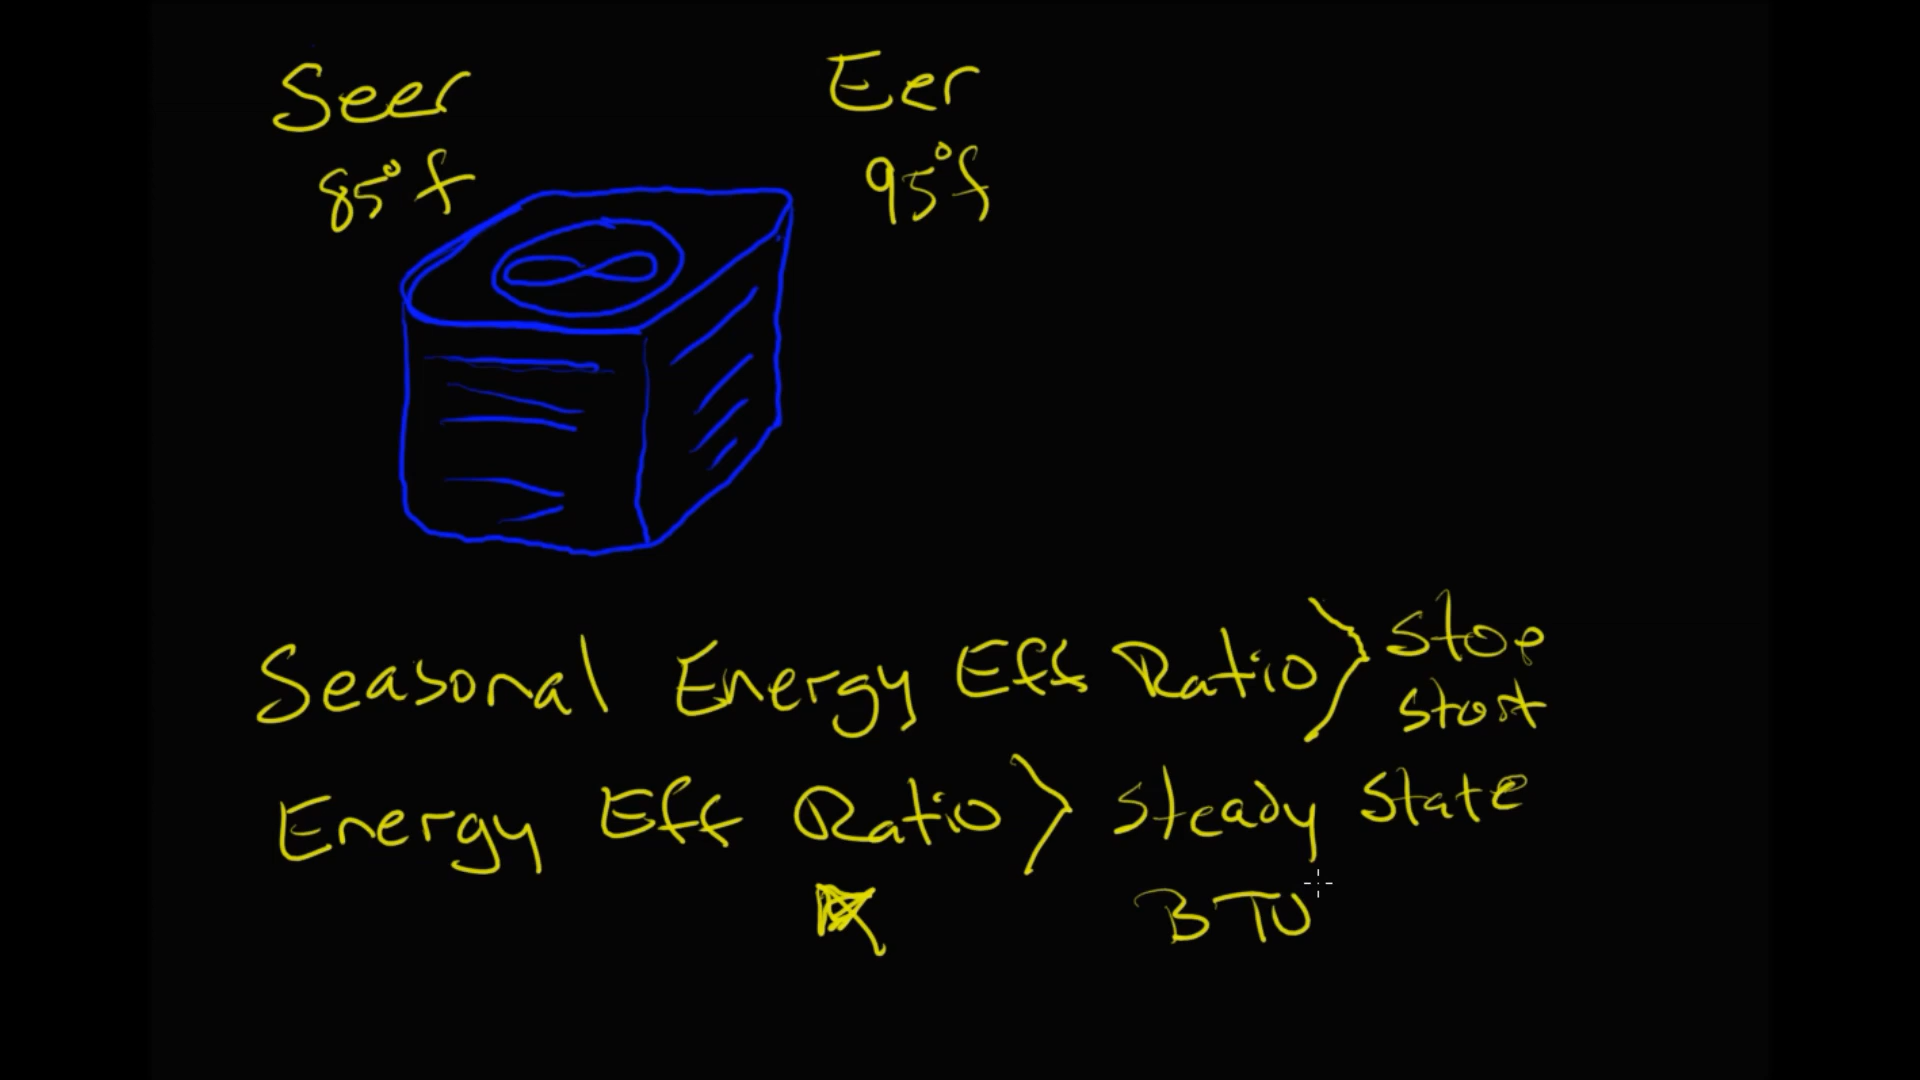 Seer
Eer
85°f
95°f
Seasonal Energy Eff Ratio) stop
start
Energy Eff Ratio) steady state
BTU